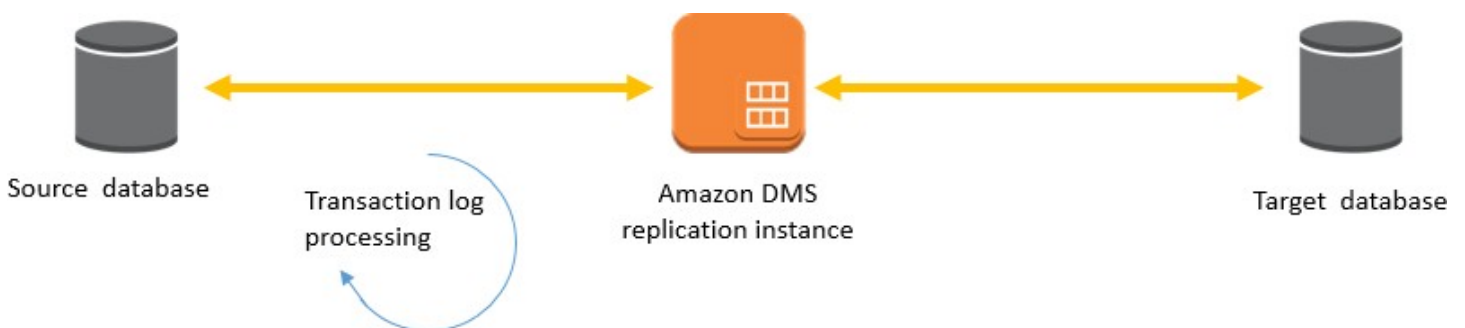 Source database
Transaction log
processing
Amazon DMS
replication instance
Target database